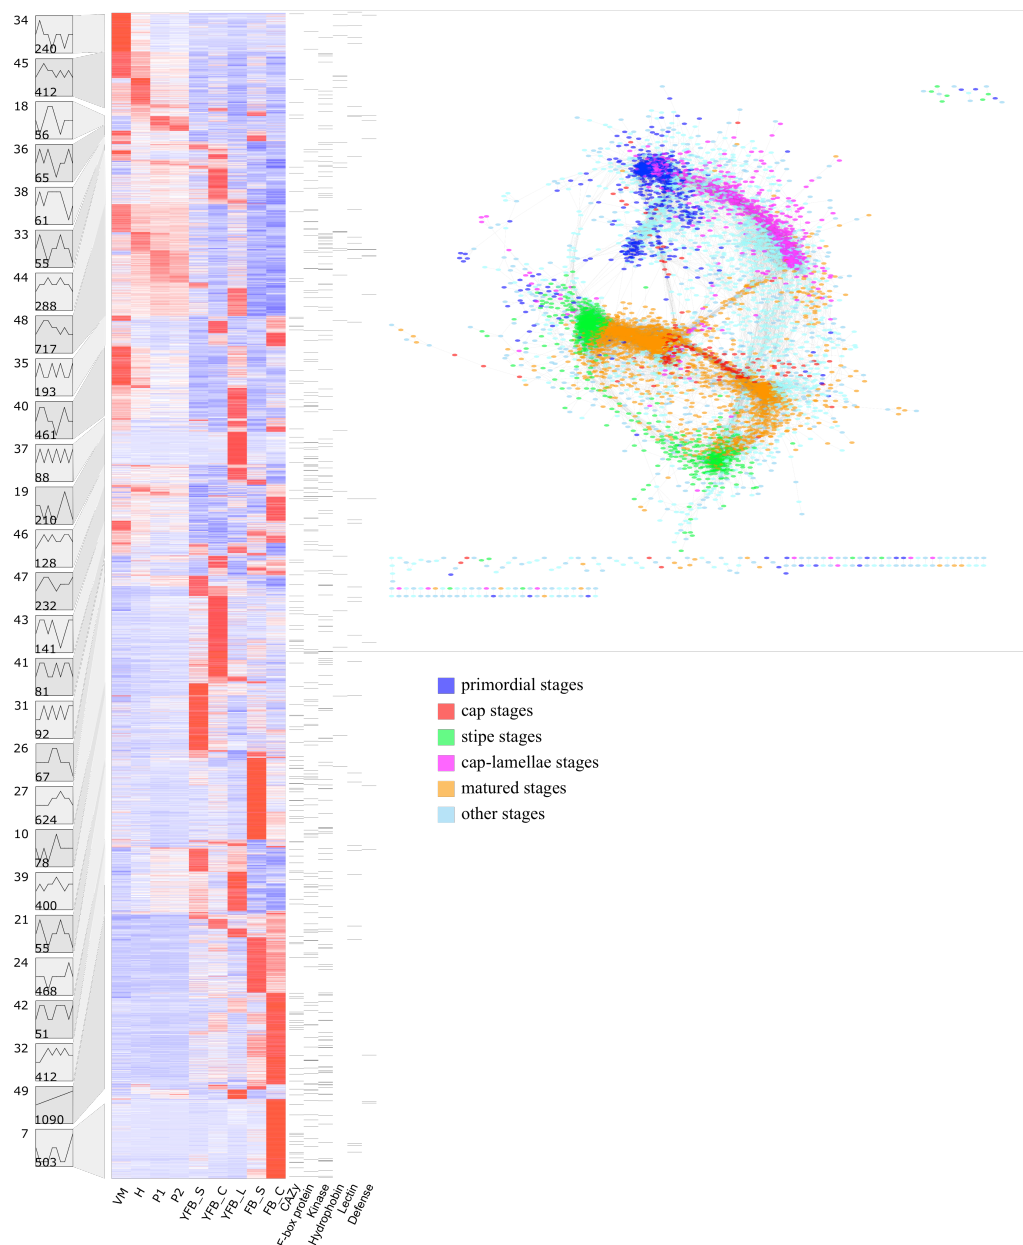 34
240
45
412
18
56
36
65
38
61
33
55
44
288
48
717
35
193
40
461
37
88
19
210
46
128
47
232
43
141
41
81
31
92
26
67
27
624
10
78
39
400
21
55
24
468
42
51
32
412
49
1090
7
503
VM
H
P1
P2
YFB_S
YFB_C
YFB_L
FB_S
FB_C
CAZy
F-box protein
Kinase
Hydrophobin
Lectin
Defense
primordial stages
cap stages
stipe stages
cap-lamellae stages
matured stages
other stages